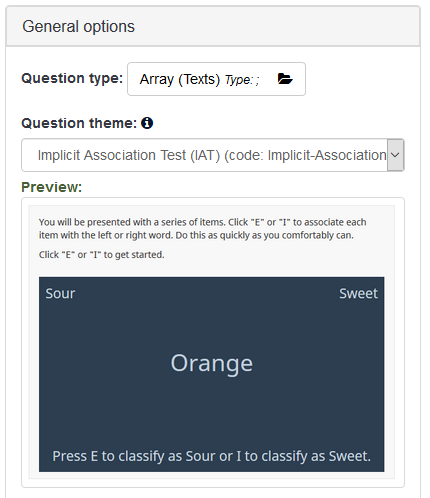 General options
Question type: Array (Texts) Type: ;
Question theme:
Implicit Association Test (IAT) (code: Implicit-Association
Preview:
You will be presented with a series of items. Click "E" or "I" to associate each
item with the left or right word. Do this as quickly as you comfortably can.
Click "E" or "I" to get started.
Sour Sweet
Orange
Press E to classify as Sour or I to classify as Sweet.